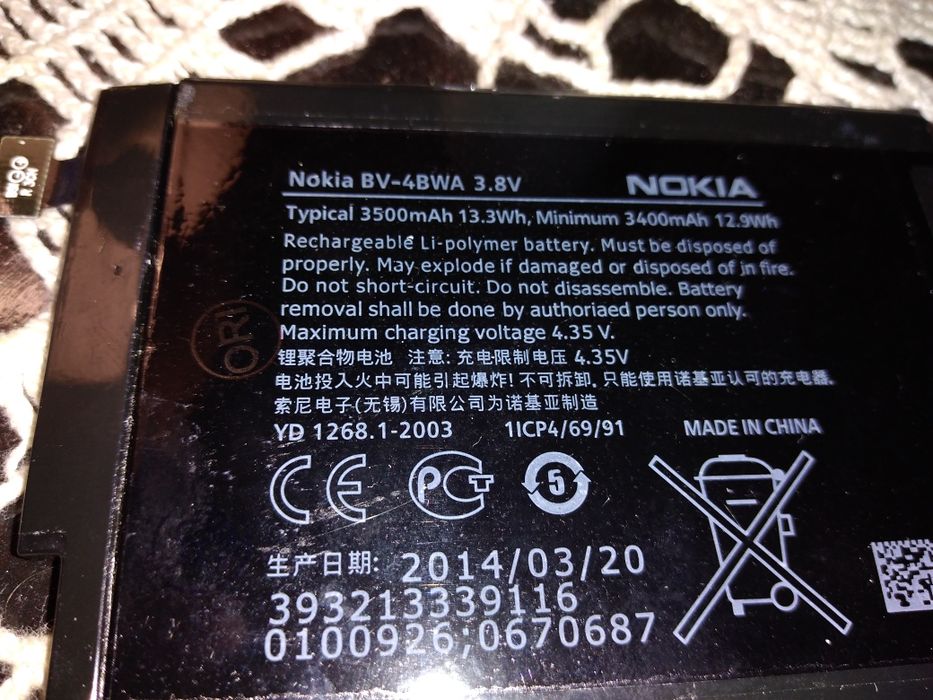 Nokia BV-4BWA 3.8V NOKIA
Typical 3500mAh 13.3Wh, Minimum 3400mAh 12.9Wh
Rechargeable Li-polymer battery. Must be disposed of
properly. May explode if damaged or disposed of jn fire.
Do not short-circuit. Do not disassemble. Battery
removal shall be done by authoriaed person only.
Maximum charging voltage 4.35 V.
ORI
锂聚合物电池 注意: 充电限制电压 4.35V
电池投入火中可能引起爆炸! 不可拆卸. 只能使用诺基亚认可的充电器.
索尼电子(无锡)有限公司为诺基亚制造
YD 1268.1-2003 1ICP4/69/91 MADE IN CHINA
CE PCT 5
生产日期: 2014/03/20
393213339116
0100926;0670687